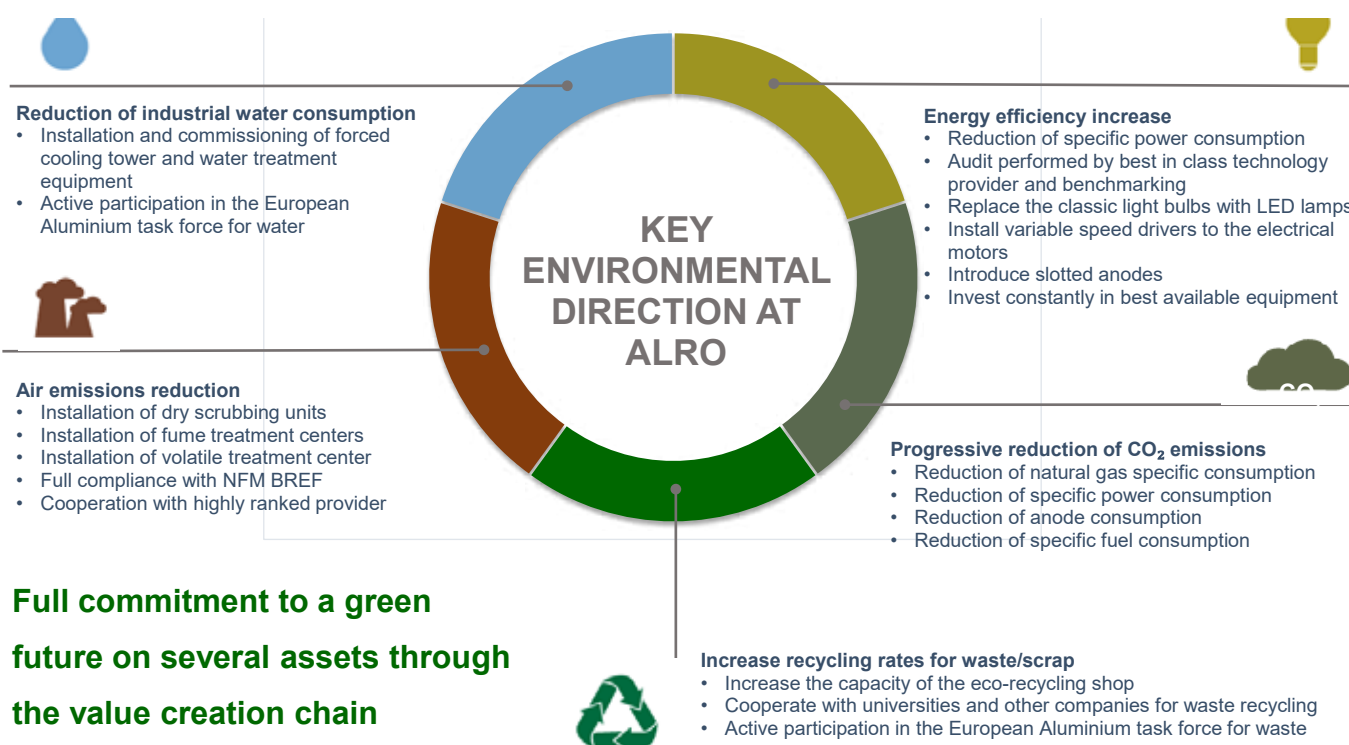 Reduction of industrial water consumption
• Installation and commissioning of forced
cooling tower and water treatment
equipment
• Active participation in the European
Aluminium task force for water
Air emissions reduction
• Installation of dry scrubbing units
• Installation of fume treatment centers
• Installation of volatile treatment center
• Full compliance with NFM BREF
• Cooperation with highly ranked provider
KEY
ENVIRONMENTAL
DIRECTION AT
ALRO
Energy efficiency increase
• Reduction of specific power consumption
• Audit performed by best in class technology
provider and benchmarking
• Replace the classic light bulbs with LED lamps
• Install variable speed drivers to the electrical
motors
• Introduce slotted anodes
• Invest constantly in best available equipment
Progressive reduction of CO₂ emissions
• Reduction of natural gas specific consumption
• Reduction of specific power consumption
• Reduction of anode consumption
• Reduction of specific fuel consumption
Full commitment to a green
future on several assets through
the value creation chain
Increase recycling rates for waste/scrap
• Increase the capacity of the eco-recycling shop
• Cooperate with universities and other companies for waste recycling
• Active participation in the European Aluminium task force for waste